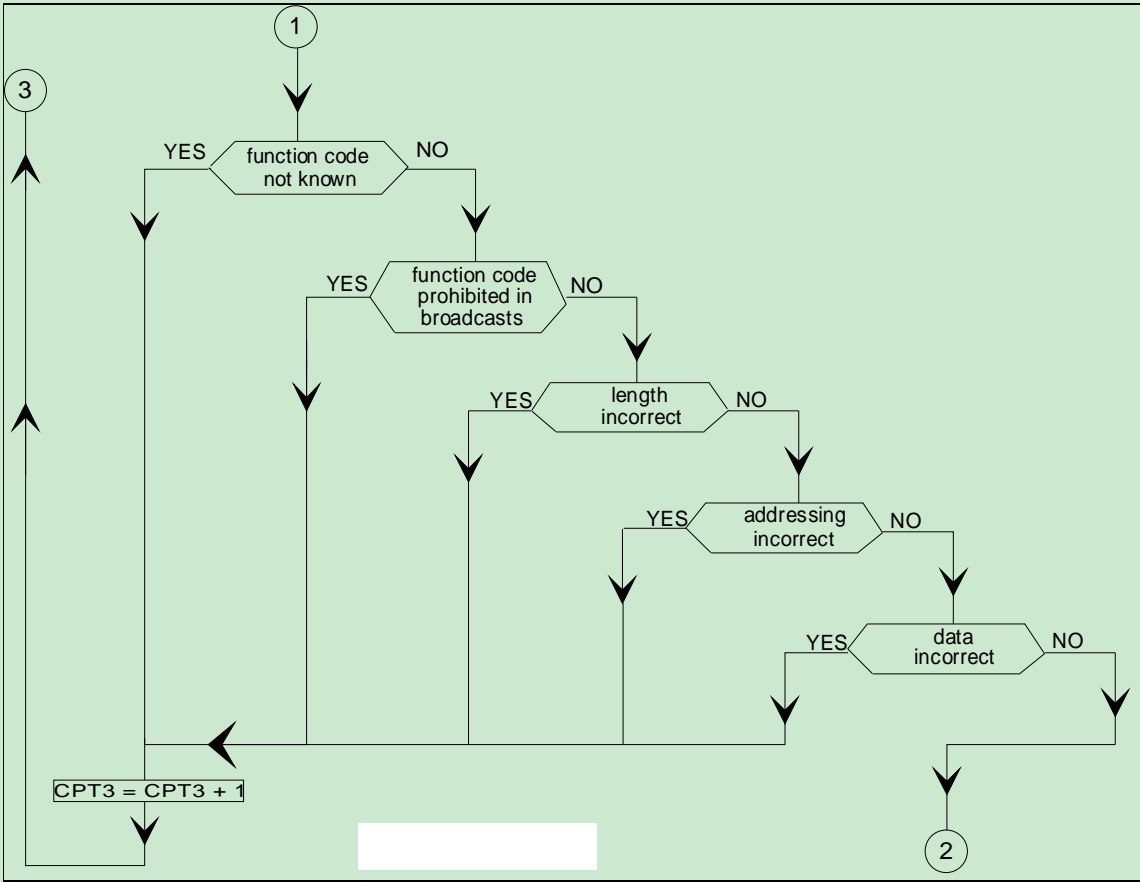 1
3
YES
function code
not known
NO
YES
function code
prohibited in
broadcasts
NO
YES
length
incorrect
NO
YES
addressing
incorrect
NO
YES
data
incorrect
NO
CPT3 = CPT3 + 1
2